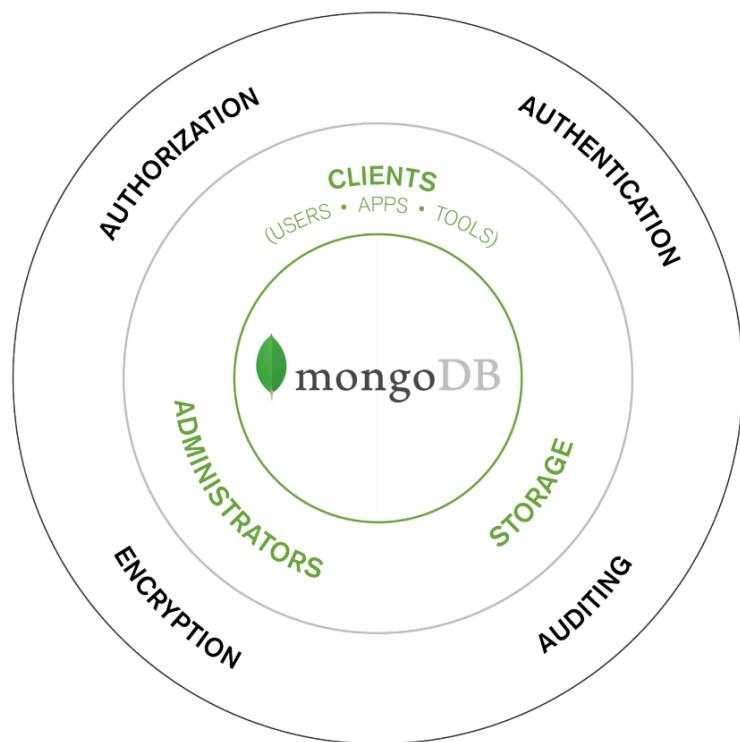 AUTHORIZATION
AUTHENTICATION
CLIENTS
(USERS • APPS • TOOLS)
mongoDB
ADMINISTRATORS
STORAGE
ENCRYPTION
AUDITING